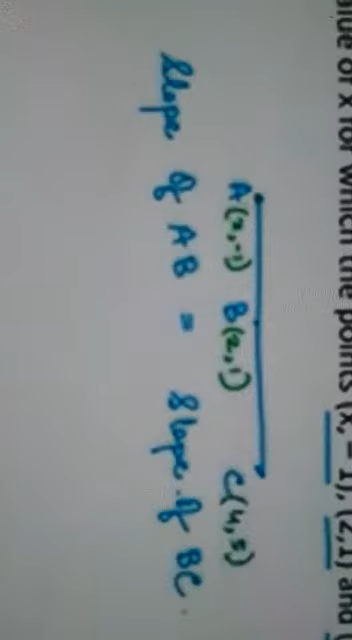 alue of x for which the points (x, – 1), (2,1) and
A(x,-1) B(2,1) C(4,5)
Slope of AB = Slope of BC.